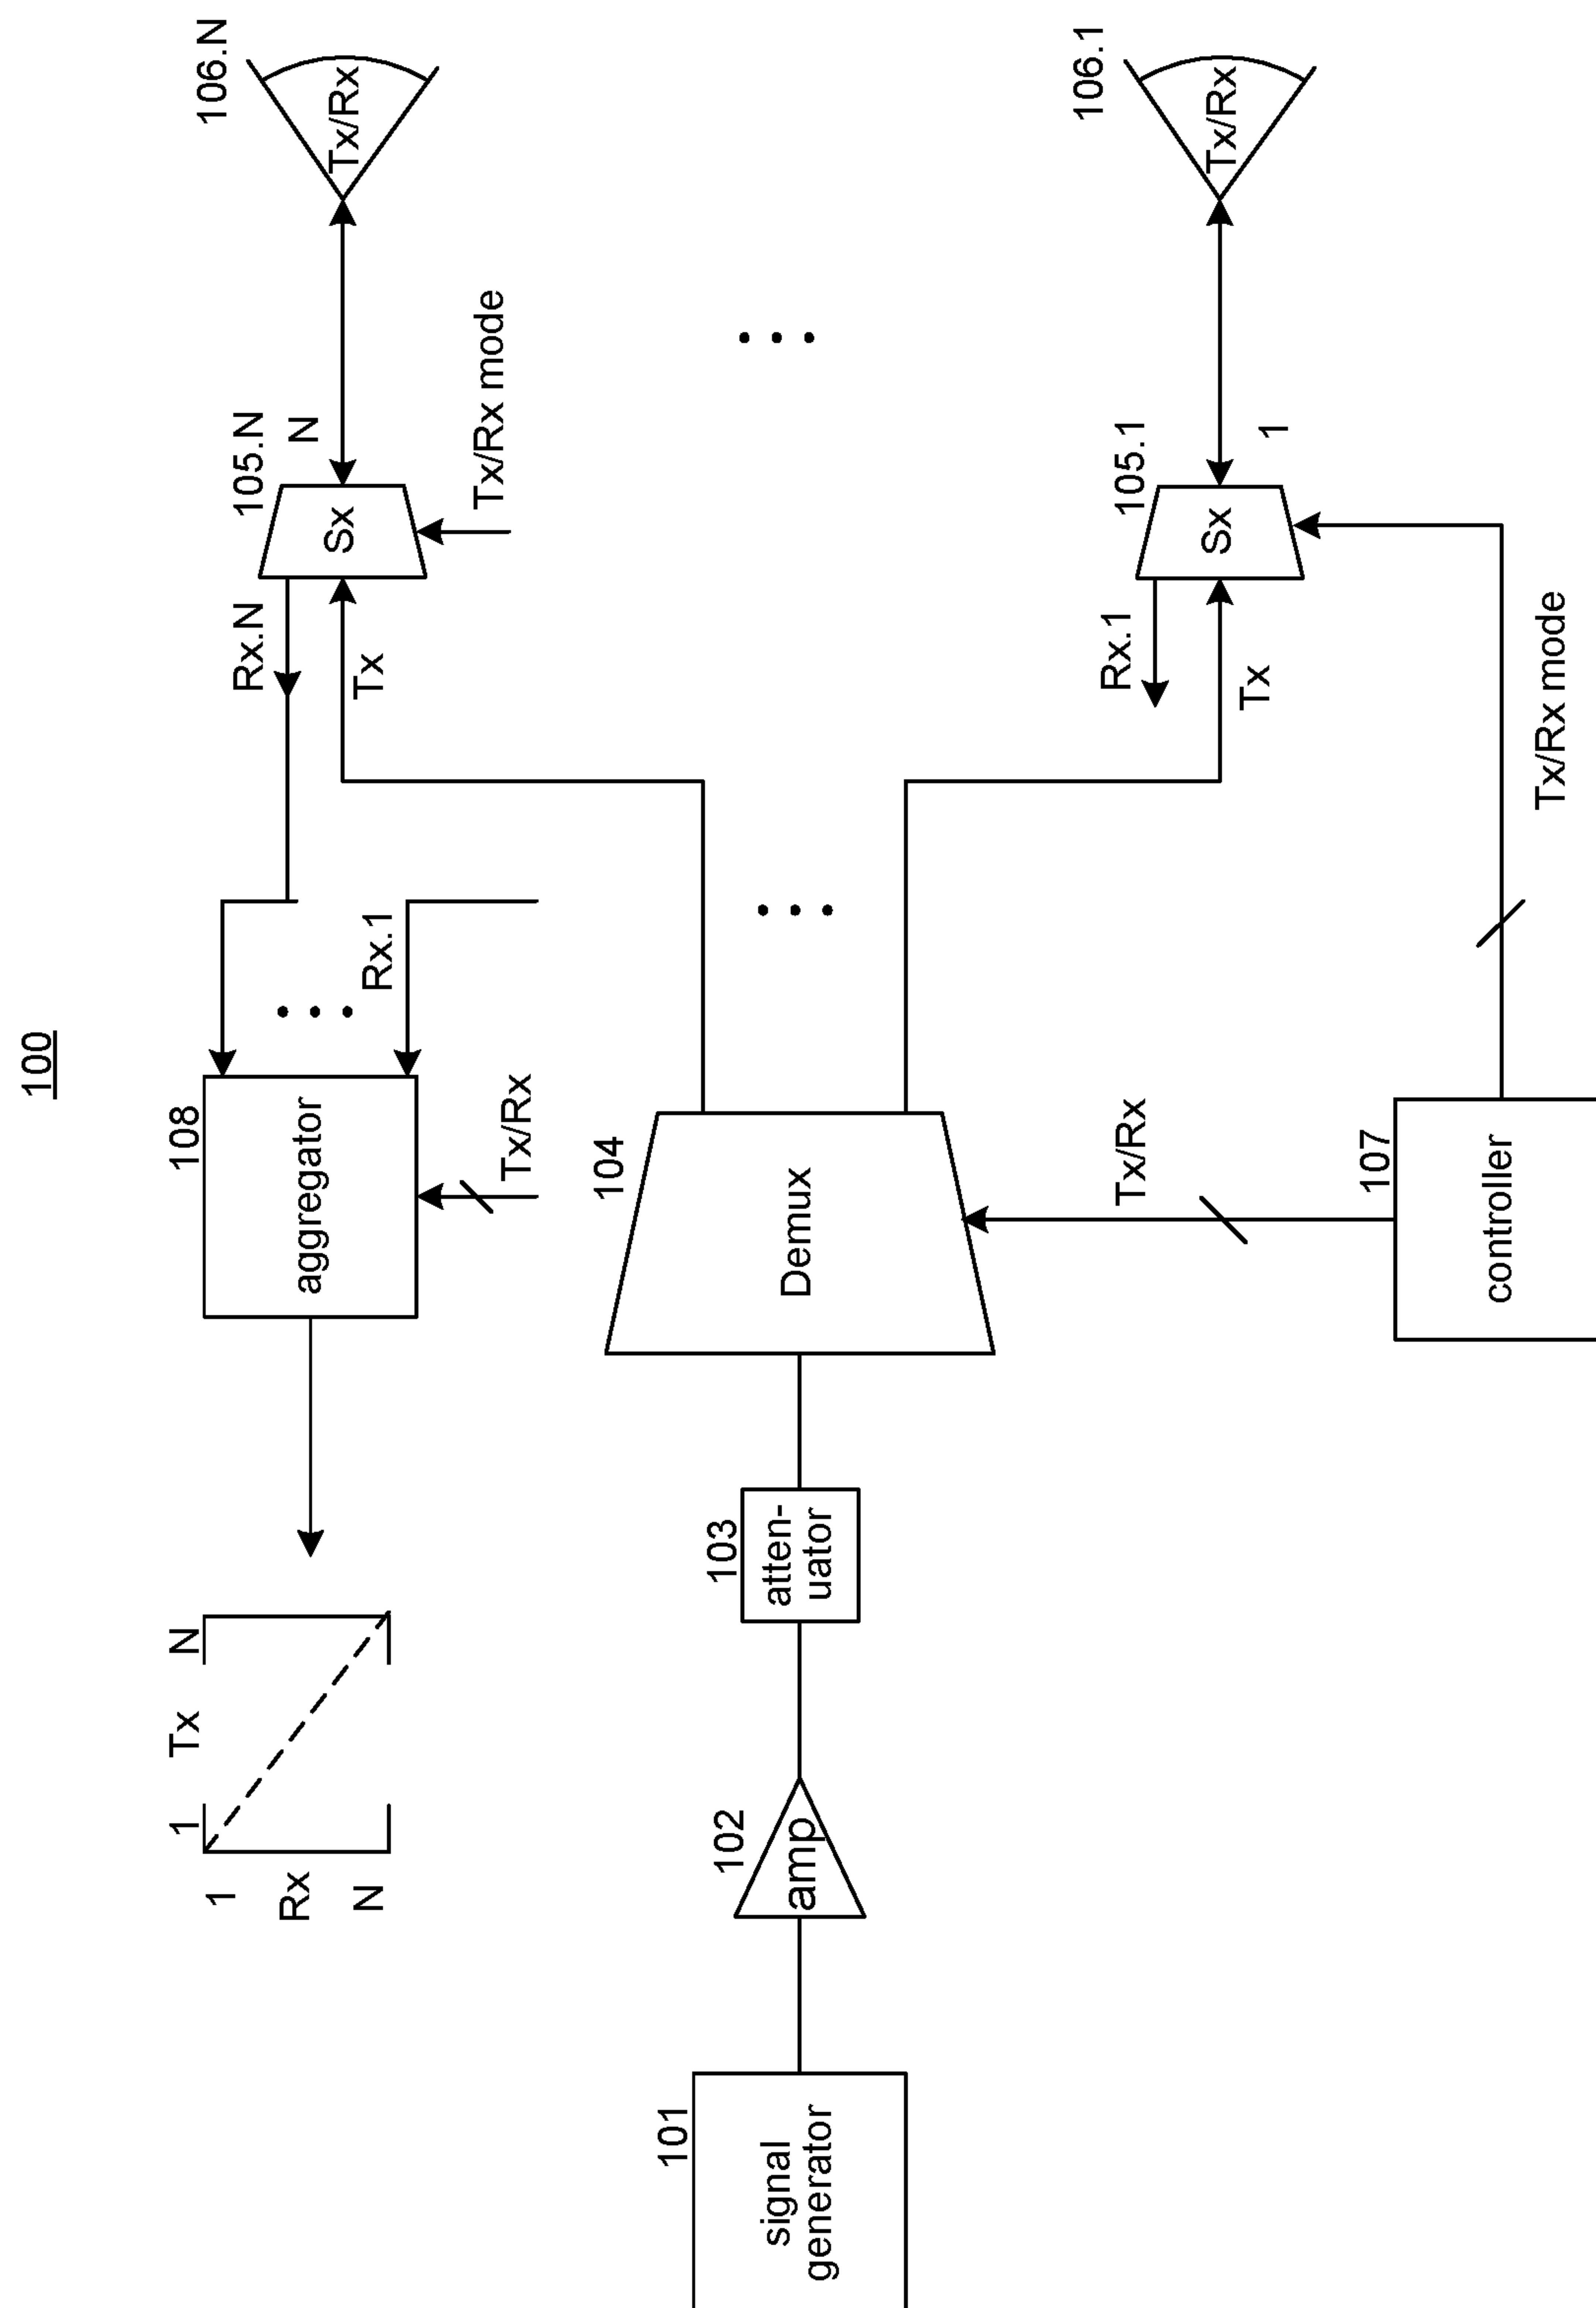 100
108
aggregator
Tx/Rx
Rx.1
Rx.N
Tx
105.N
N
Sx
Tx/Rx mode
106.N
Tx/Rx
1
Tx
N
1
Rx
N
101
signal
generator
102
amp
103
atten-
uator
104
Demux
Tx/Rx
107
controller
Tx/Rx mode
Rx.1
Tx
105.1
1
Sx
106.1
Tx/Rx